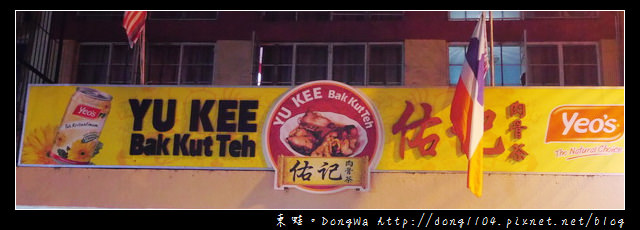 Yeo's
YU KEE
Bak Kut Teh
YU KEE Bak Kut Teh
佑记 肉骨茶
佑记 肉骨茶
Yeo's
The Natural Choice
東蛙。DongWa http://dong1104.pixnet.net/blog